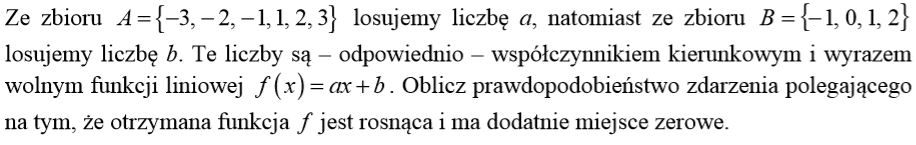 Ze zbioru A = {−3, − 2, −1, 1, 2, 3} losujemy liczbę a, natomiast ze zbioru B = {−1, 0, 1, 2}
losujemy liczbę b. Te liczby są – odpowiednio – współczynnikiem kierunkowym i wyrazem
wolnym funkcji liniowej f(x) = ax + b. Oblicz prawdopodobieństwo zdarzenia polegającego
na tym, że otrzymana funkcja f jest rosnąca i ma dodatnie miejsce zerowe.